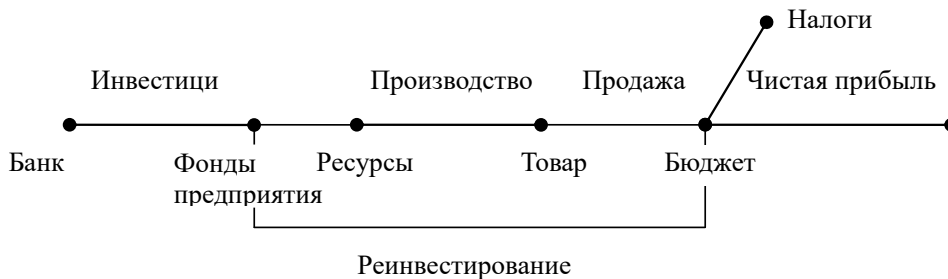 Налоги
Инвестици
Производство
Продажа
Чистая прибыль
Банк
Фонды
предприятия
Ресурсы
Товар
Бюджет
Реинвестирование